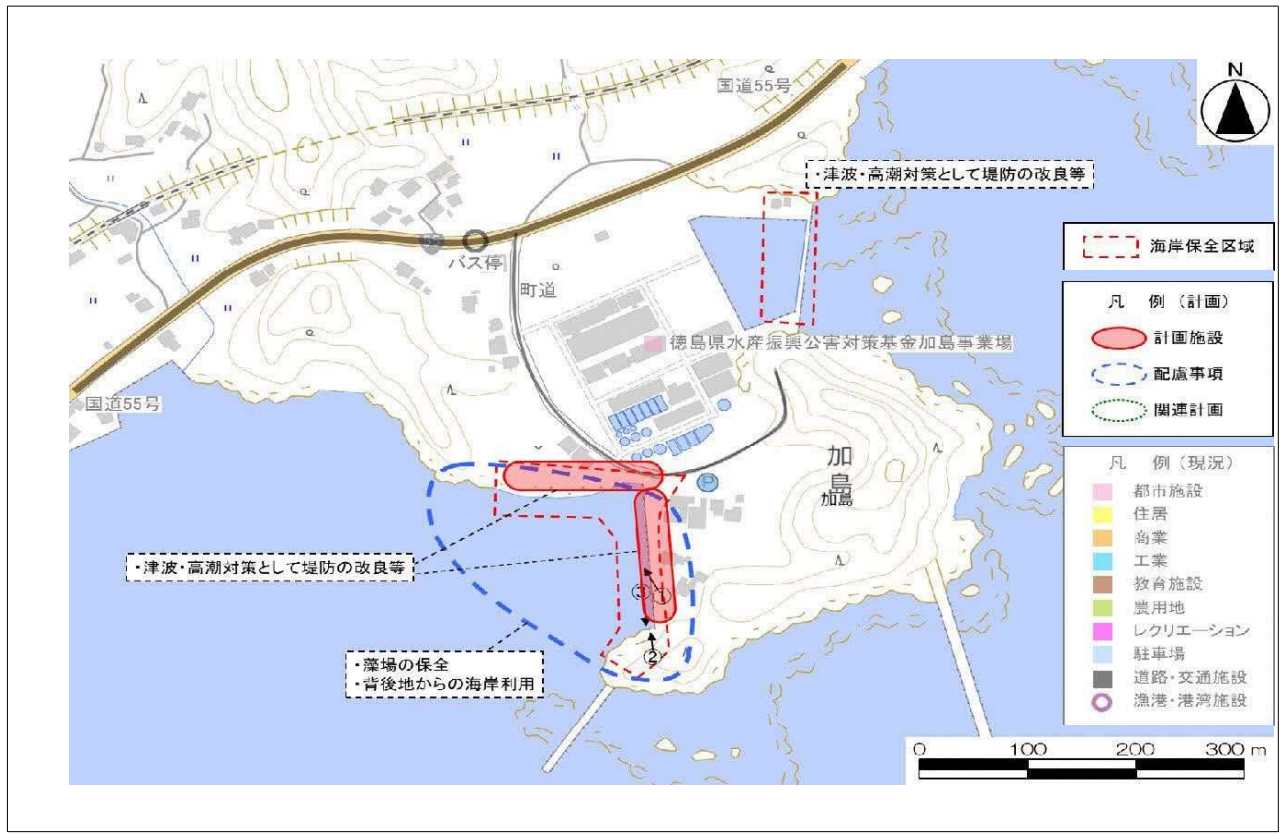 国道55号
N
・津波・高潮対策として堤防の改良等
海岸保全区域
バス停
町道
凡 例（計画）
計画施設
配慮事項
関連計画
徳島県水産振興公害対策基金加島事業場
国道55号
加島
加島
P
凡 例（現況）
都市施設
住居
商業
工業
教育施設
農用地
レクリエーション
駐車場
道路・交通施設
漁港・港湾施設
・津波・高潮対策として堤防の改良等
③
①
②
・藻場の保全
・背後地からの海岸利用
0 100 200 300 m